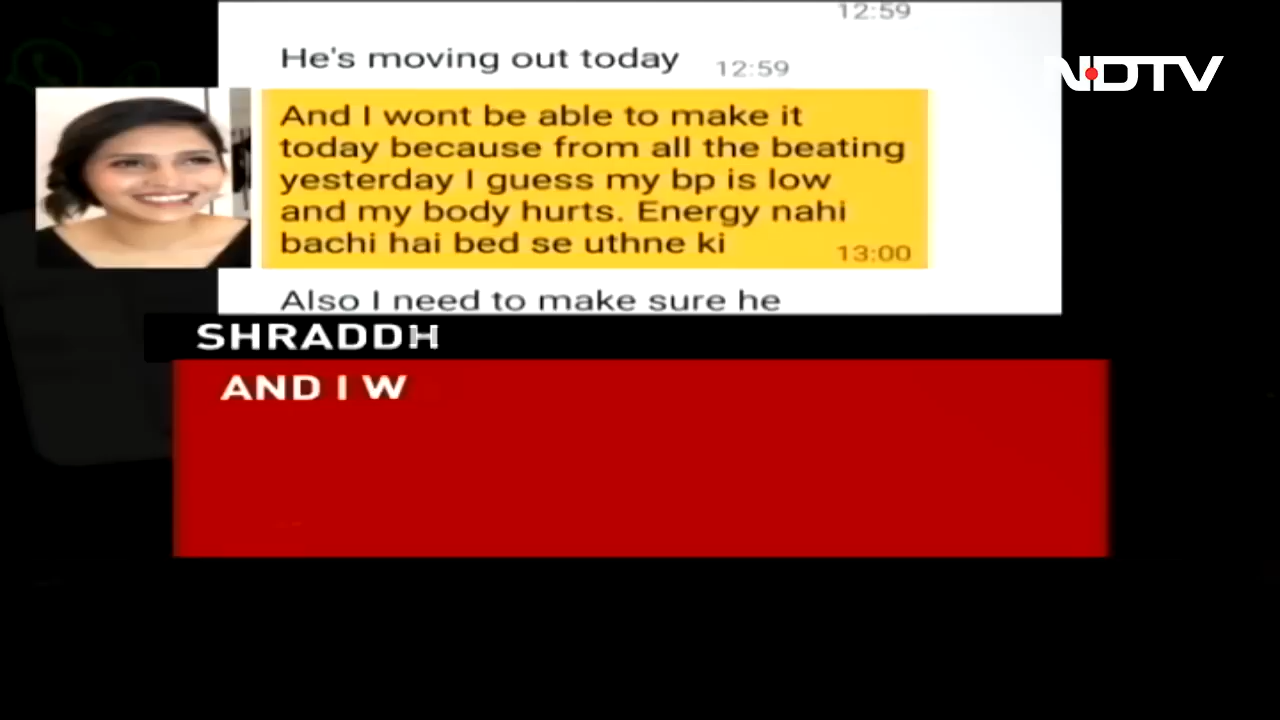 12:59
He's moving out today 12:59
NDTV
And I wont be able to make it
today because from all the beating
yesterday I guess my bp is low
and my body hurts. Energy nahi
bachi hai bed se uthne ki 13:00
Also I need to make sure he
SHRADDH
AND I W